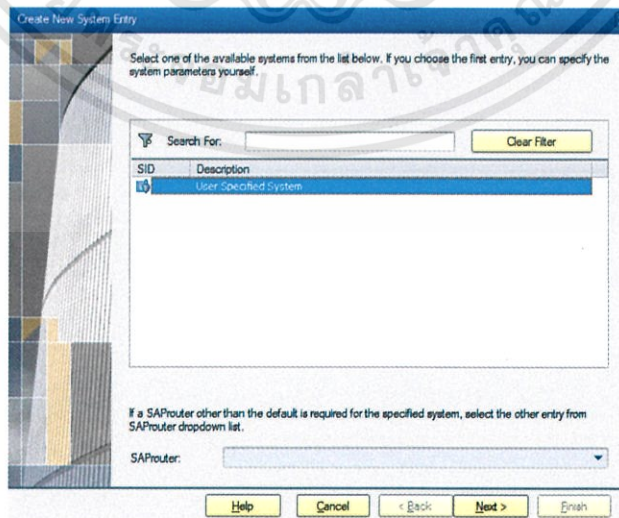 Create New System Entry
Select one of the available systems from the list below. If you choose the first entry, you can specify the
system parameters yourself.
Search For:
Clear Filter
SID Description
User Specified System
If a SAProuter other than the default is required for the specified system, select the other entry from
SAProuter dropdown list.
SAProuter:
Help Cancel < Back Next > Finish